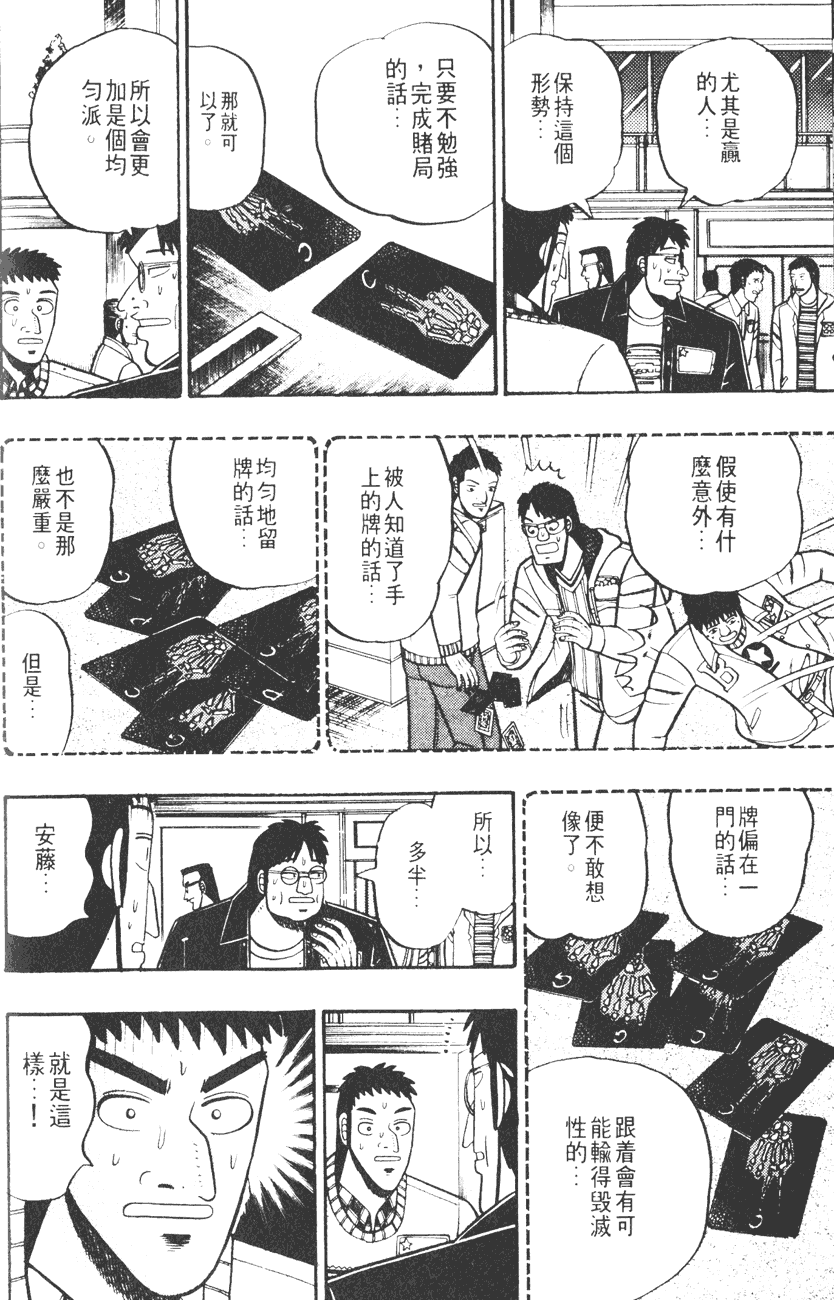 尤其是贏
的人…
保持這個
形勢…
只要不勉強
，完成賭局
的話…
那就可
以了。
所以會更
加是個均
勻派。
假使有什
麼意外…
被人知道了手
上的牌的話…
均勻地留
牌的話…
也不是那
麼嚴重。
但是…
牌偏在一
門的話…
便不敢想
像了。
跟着會有可
能輸得毀滅
性的…
所以…
多半…
安藤…
就是這
樣…！